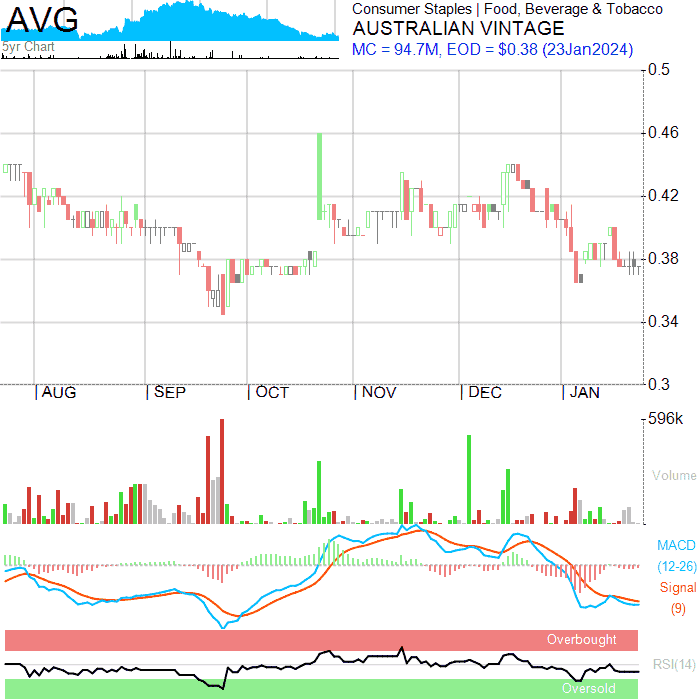 AVG
5yr Chart
Consumer Staples | Food, Beverage & Tobacco
AUSTRALIAN VINTAGE
MC = 94.7M, EOD = $0.38 (23Jan2024)
0.5
0.46
0.42
0.38
0.34
0.3
AUG SEP OCT NOV DEC JAN
596k
Volume
MACD
(12-26)
Signal
(9)
Overbought
RSI(14)
Oversold